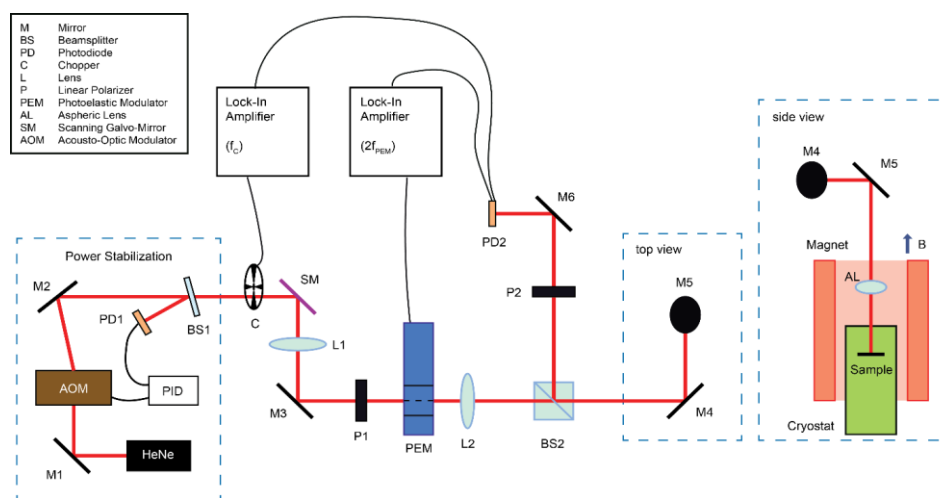 M Mirror
BS Beamsplitter
PD Photodiode
C Chopper
L Lens
P Linear Polarizer
PEM Photoelastic Modulator
AL Aspheric Lens
SM Scanning Galvo-Mirror
AOM Acousto-Optic Modulator
Lock-In
Amplifier
(fC)
Lock-In
Amplifier
(2fPEM)
side view
M4
M5
M6
PD2
Power Stabilization
M2
PD1
BS1
C
SM
L1
P2
top view
M5
Magnet
B
AL
AOM
PID
M3
P1
PEM
L2
BS2
M4
Sample
Cryostat
M1
HeNe